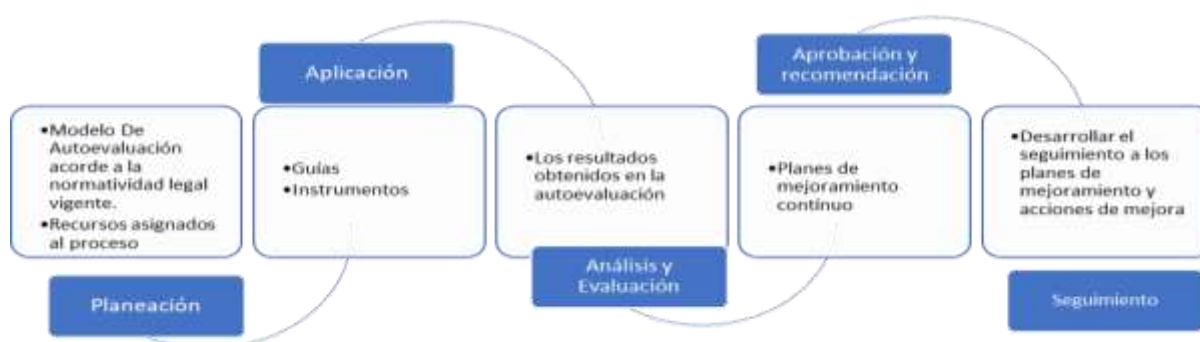 •Modelo De
Autoevaluación
acorde a la
normatividad legal
vigente.
•Recursos asignados
al proceso
Planeación
Aplicación
•Guías
•Instrumentos
•Los resultados
obtenidos en la
autoevaluación
Análisis y
Evaluación
Aprobación y
recomendación
•Planes de
mejoramiento
contínuo
•Desarrollar el
seguimiento a los
planes de
mejoramiento y
acciones de mejora
Seguimiento